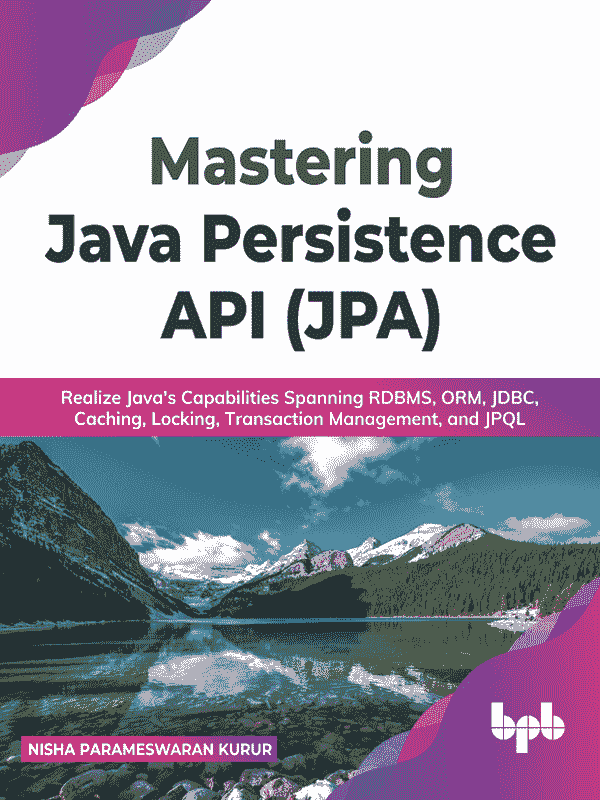 Mastering
Java Persistence
API (JPA)
Realize Java's Capabilities Spanning RDBMS, ORM, JDBC,
Caching, Locking, Transaction Management, and JPQL
bpb
NISHA PARAMESWARAN KURUR